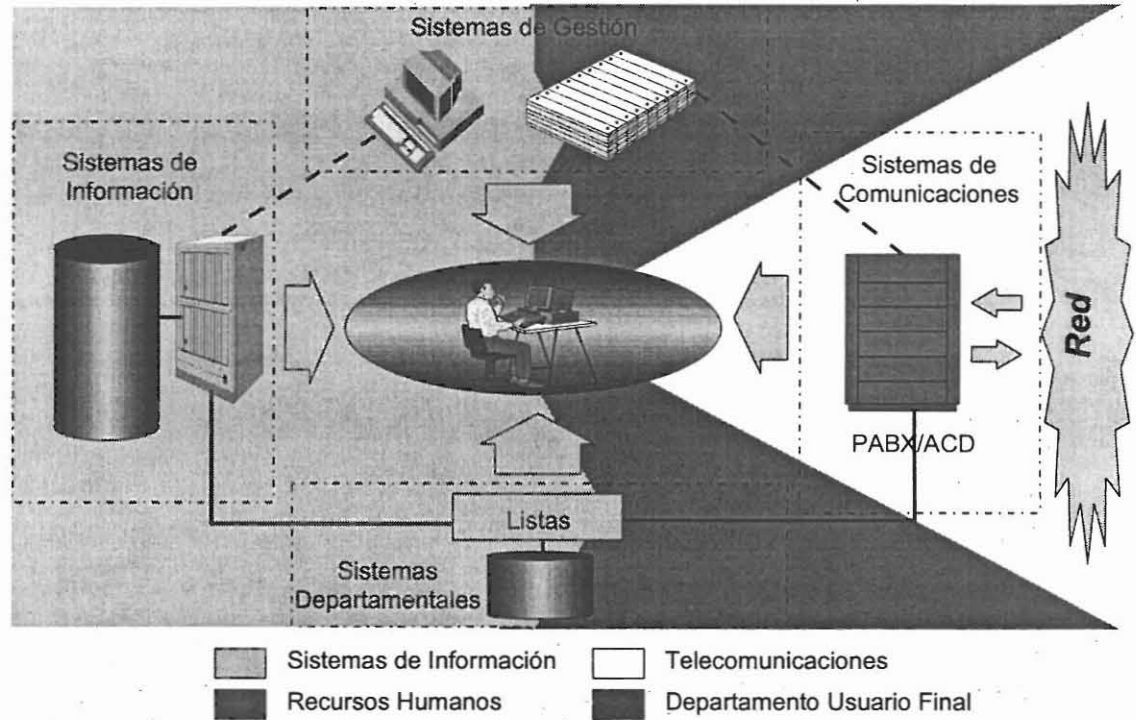 Sistemas de Gestión
Sistemas de
Información
Sistemas de
Comunicaciones
Red
PABX/ACD
Listas
Sistemas
Departamentales
Sistemas de Información
Telecomunicaciones
Recursos Humanos
Departamento Usuario Final